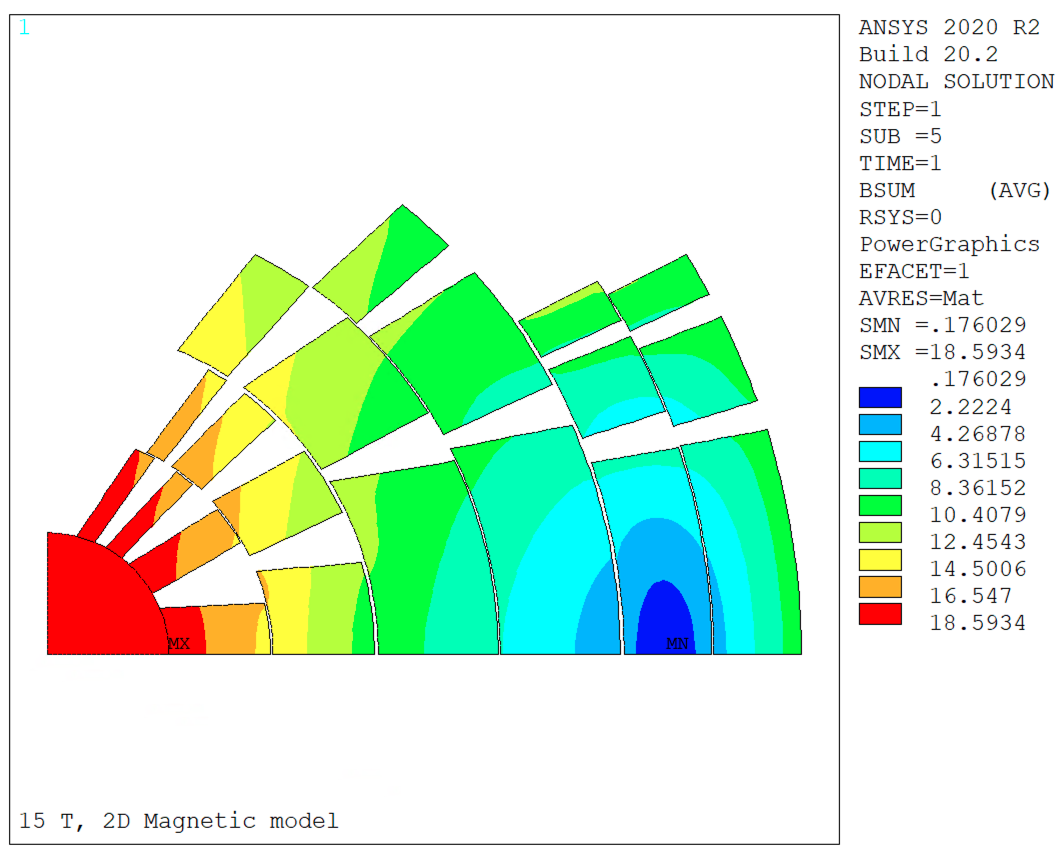 1
ANSYS 2020 R2
Build 20.2
NODAL SOLUTION
STEP=1
SUB =5
TIME=1
BSUM     (AVG)
RSYS=0
PowerGraphics
EFACET=1
AVRES=Mat
SMN =.176029
SMX =18.5934
.176029
2.2224
4.26878
6.31515
8.36152
10.4079
12.4543
14.5006
16.547
18.5934
MX
MN
15 T, 2D Magnetic model